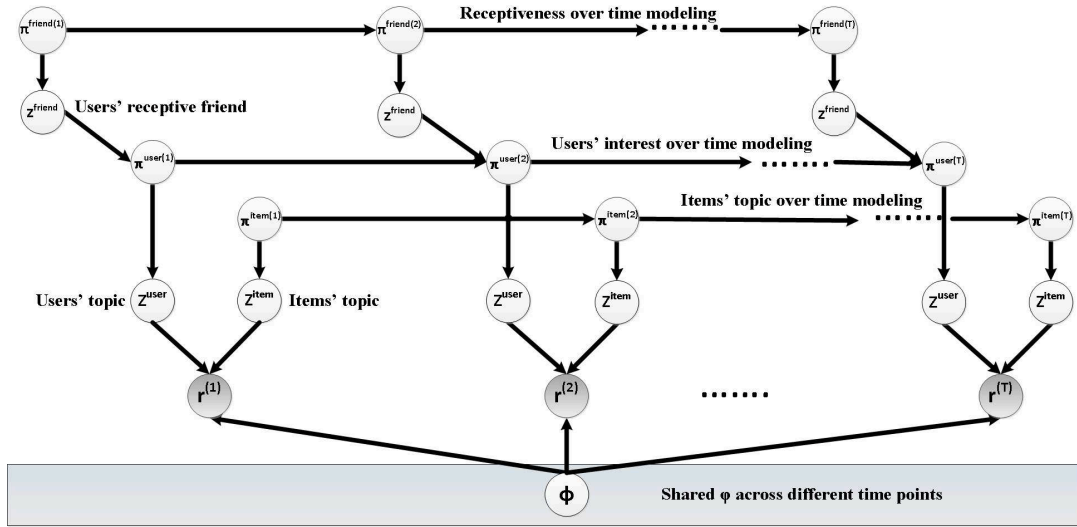 Receptiveness over time modeling
π^friend(1) π^friend(2) ········ π^friend(T)
z^friend Users' receptive friend z^friend z^friend
Users' interest over time modeling
π^user(1) π^user(2) ········ π^user(T)
Items' topic over time modeling
π^item(1) π^item(2) ········ π^item(T)
Users' topic Z^user Z^item Items' topic Z^user Z^item Z^user Z^item
r^(1) r^(2) ······· r^(T)
ϕ Shared φ across different time points